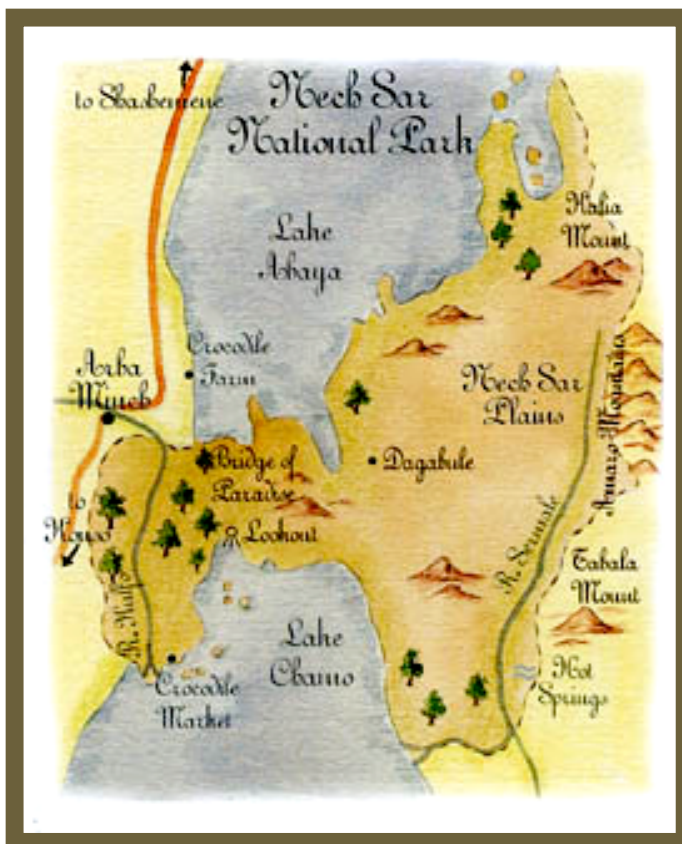 to Shashemene
Nech Sar
National Park
Lake
Abaya
Halia
Mount
Crocodile
Farm
Arba
Minch
Nech Sar
Plains
Amaro Mountains
Bridge of
Paradise
Dagabule
to
Lookout
R. Sermale
R. Kulfo
Tabala
Mount
Lake
Chamo
Hot
Springs
Crocodile
Market